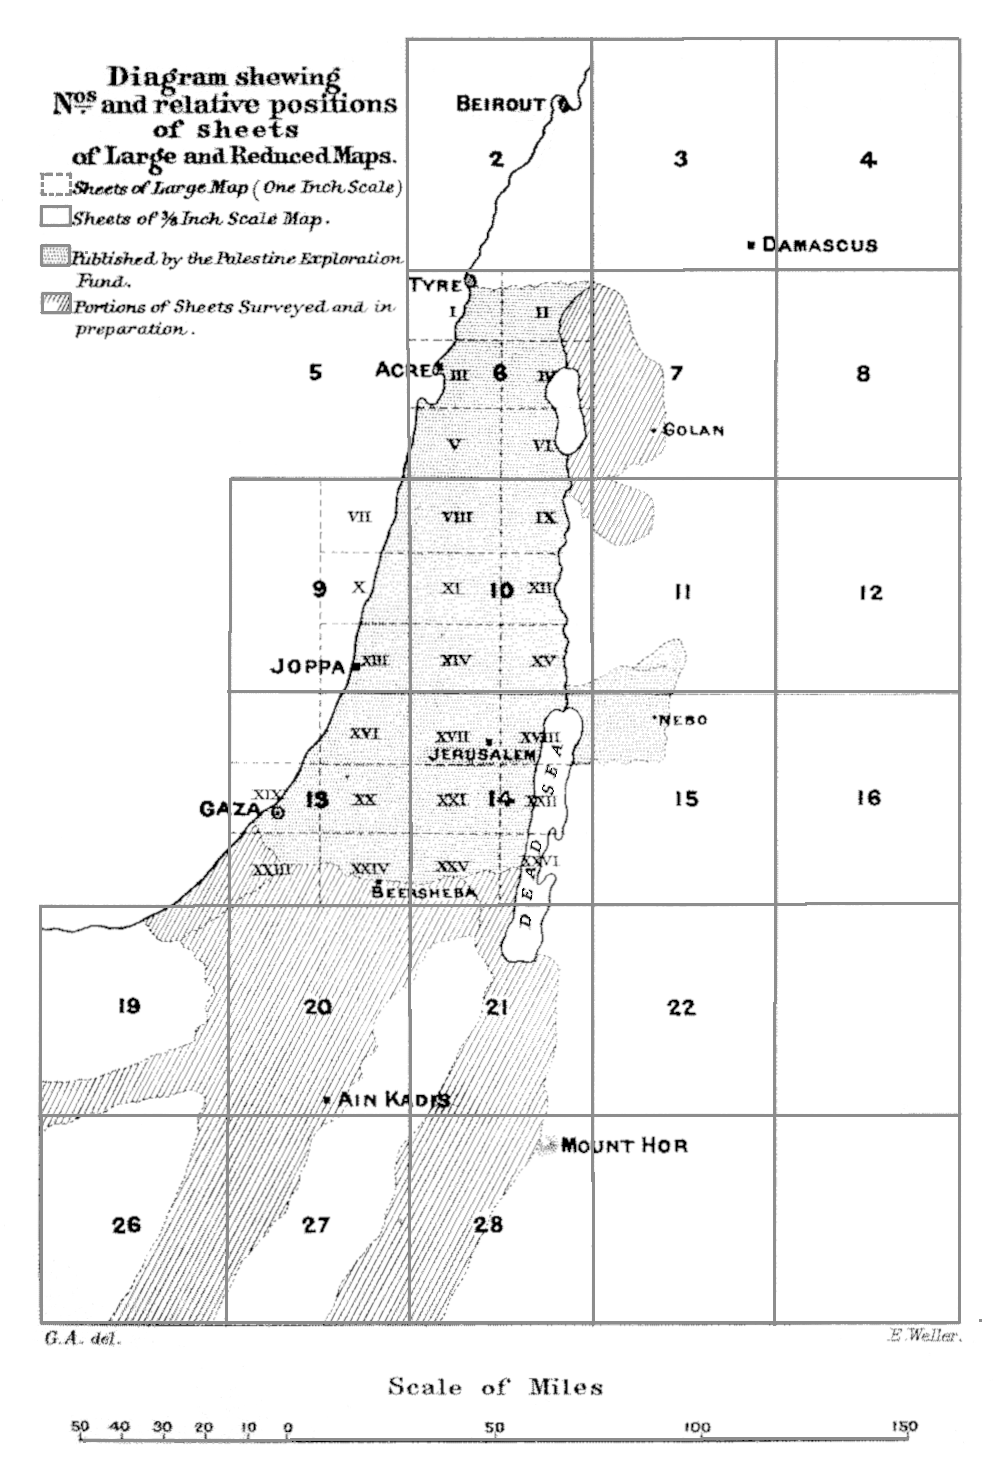 Diagram shewing
Nos. and relative positions
of sheets
of Large and Reduced Maps.
Sheets of Large Map (One Inch Scale)
Sheets of ⅜ Inch Scale Map.
Published by the Palestine Exploration
Fund.
Portions of Sheets Surveyed and in
preparation.
BEIROUT
2
3
4
DAMASCUS
TYRE
I
II
5
ACRE
III
6
IV
7
8
GOLAN
V
VI
VII
VIII
IX
9
X
XI
10
XII
11
12
JOPPA
XIII
XIV
XV
XVI
XVII
XVIII
NEBO
JERUSALEM
DEAD SEA
GAZA
XIX
13
XX
XXI
14
XXII
15
16
XXIII
XXIV
XXV
XXVI
BEERSHEBA
19
20
21
22
AIN KADIS
MOUNT HOR
26
27
28
G.A. del.
E. Weller.
Scale of Miles
50 40 30 20 10 0 50 100 150